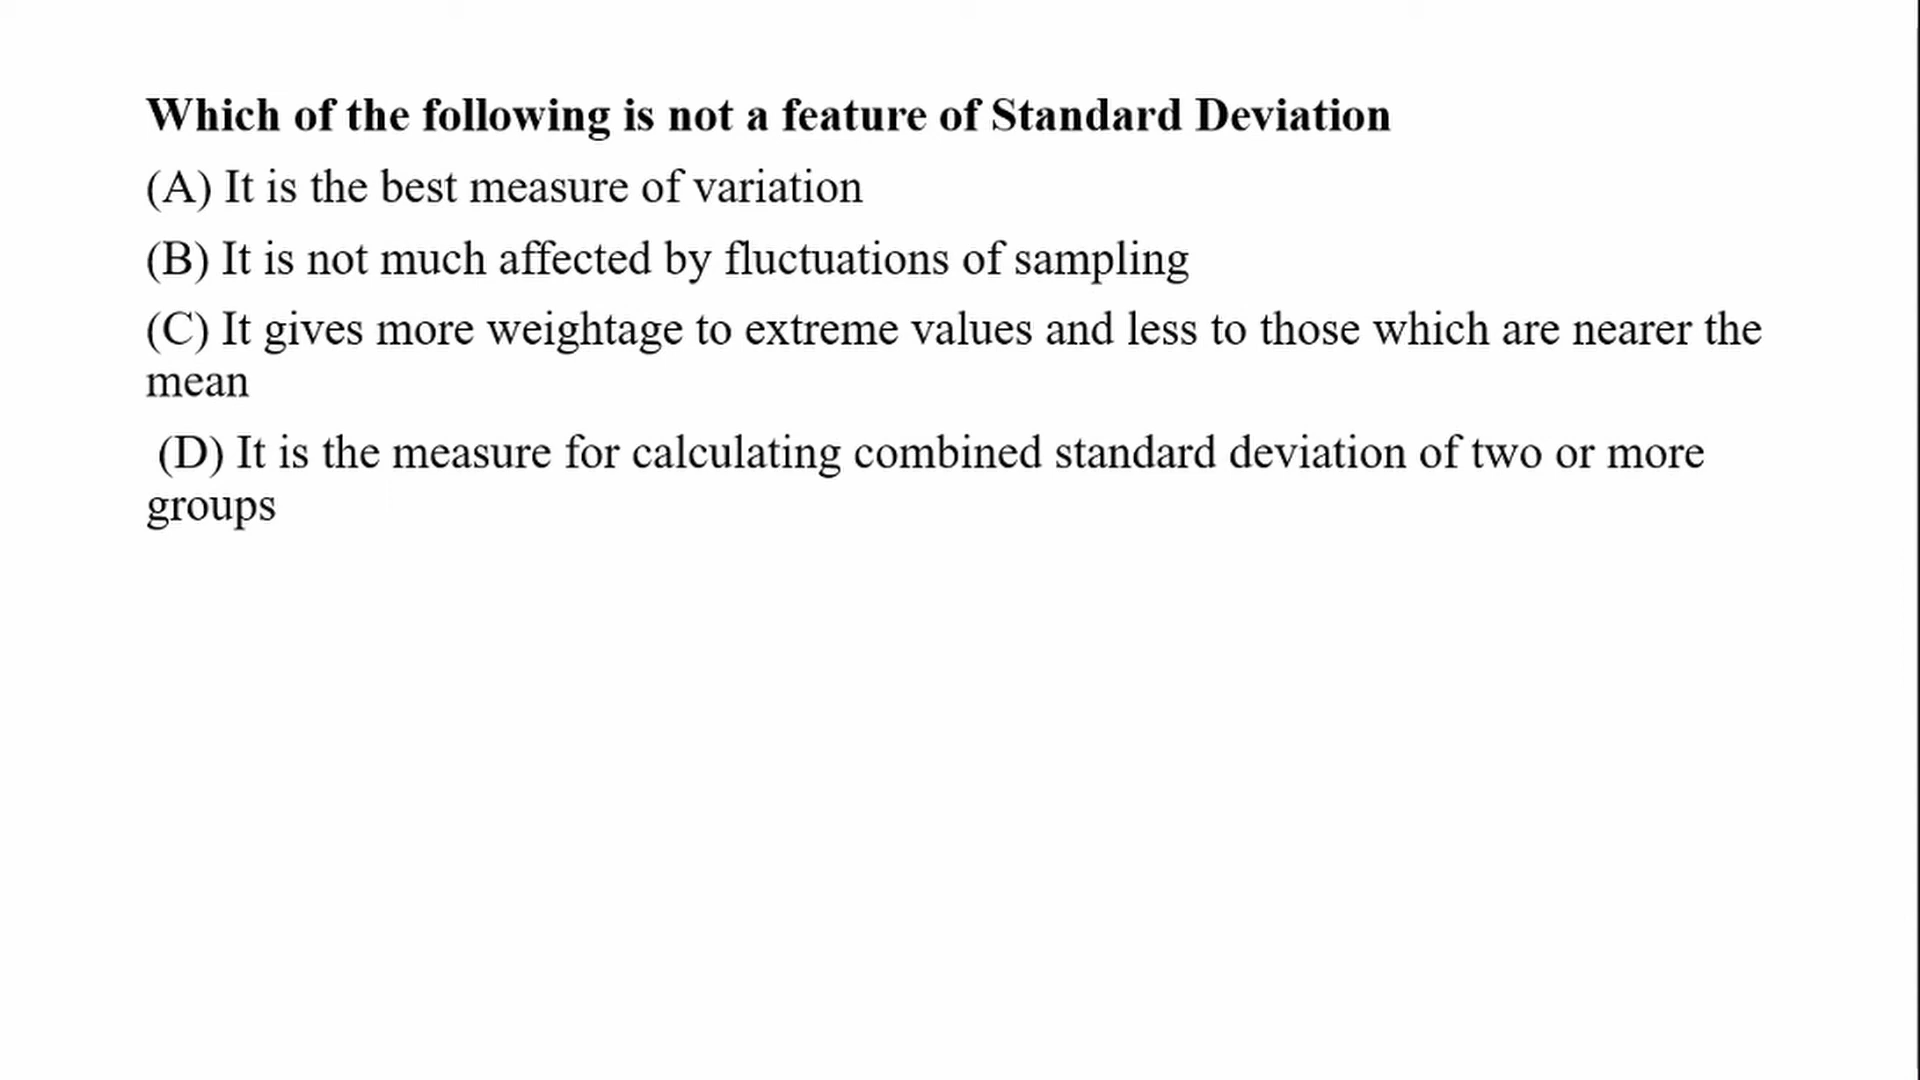 Which of the following is not a feature of Standard Deviation
(A) It is the best measure of variation
(B) It is not much affected by fluctuations of sampling
(C) It gives more weightage to extreme values and less to those which are nearer the
mean
(D) It is the measure for calculating combined standard deviation of two or more
groups